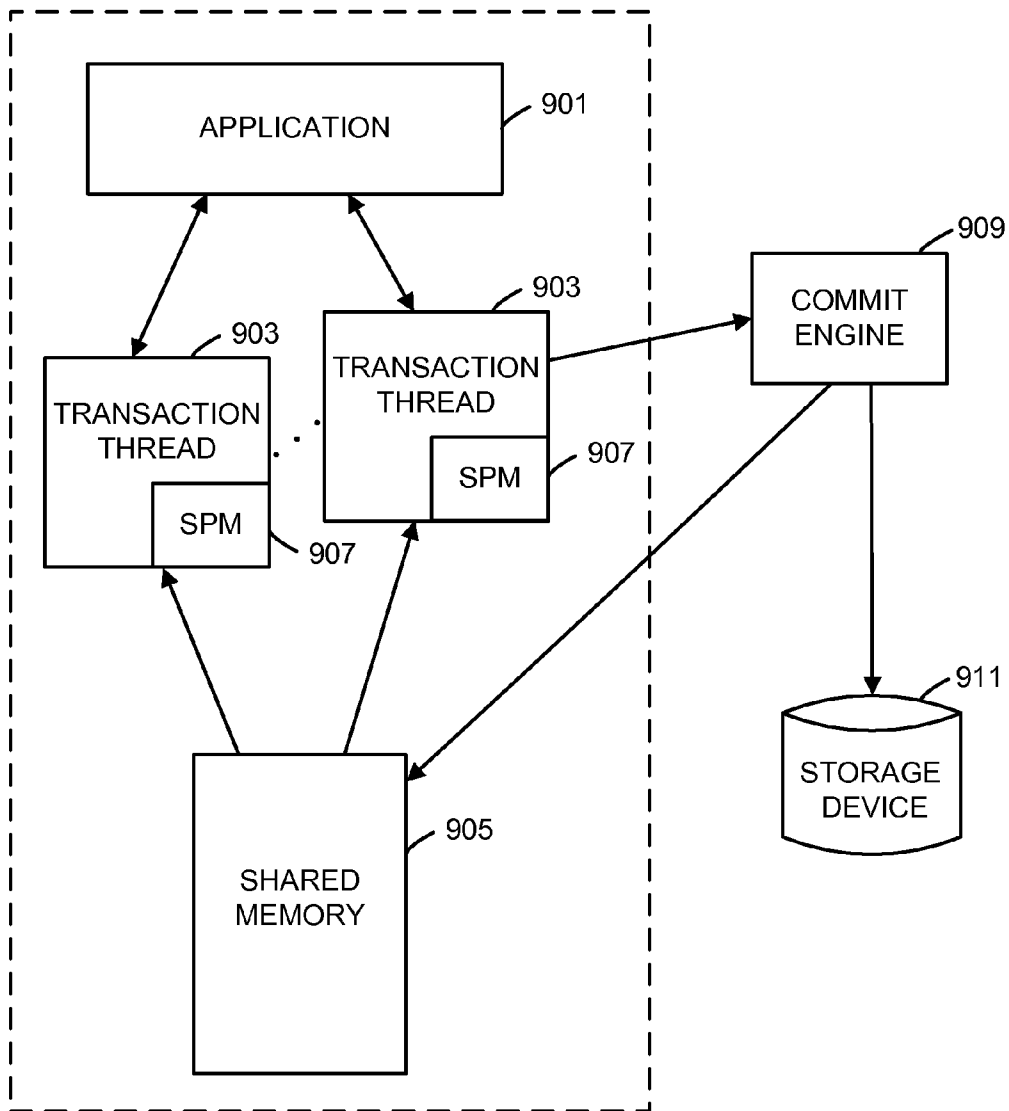 APPLICATION
901
909
COMMIT
ENGINE
903
TRANSACTION
THREAD
SPM
907
903
TRANSACTION
THREAD
SPM
907
911
STORAGE
DEVICE
905
SHARED
MEMORY